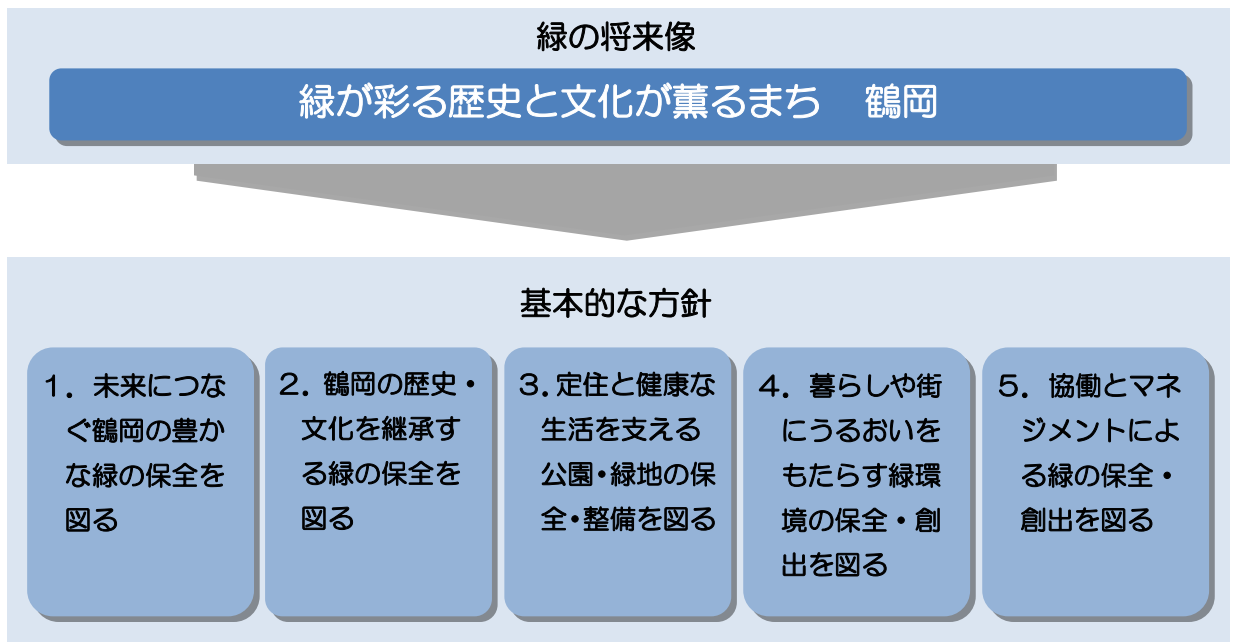 緑の将来像
緑が彩る歴史と文化が薫るまち　鶴岡
基本的な方針
１．未来につな
ぐ鶴岡の豊か
な緑の保全を
図る
２．鶴岡の歴史・
文化を継承す
る緑の保全を
図る
３．定住と健康な
生活を支える
公園・緑地の保
全・整備を図る
４．暮らしや街
にうるおいを
もたらす緑環
境の保全・創
出を図る
５．協働とマネ
ジメントによ
る緑の保全・
創出を図る